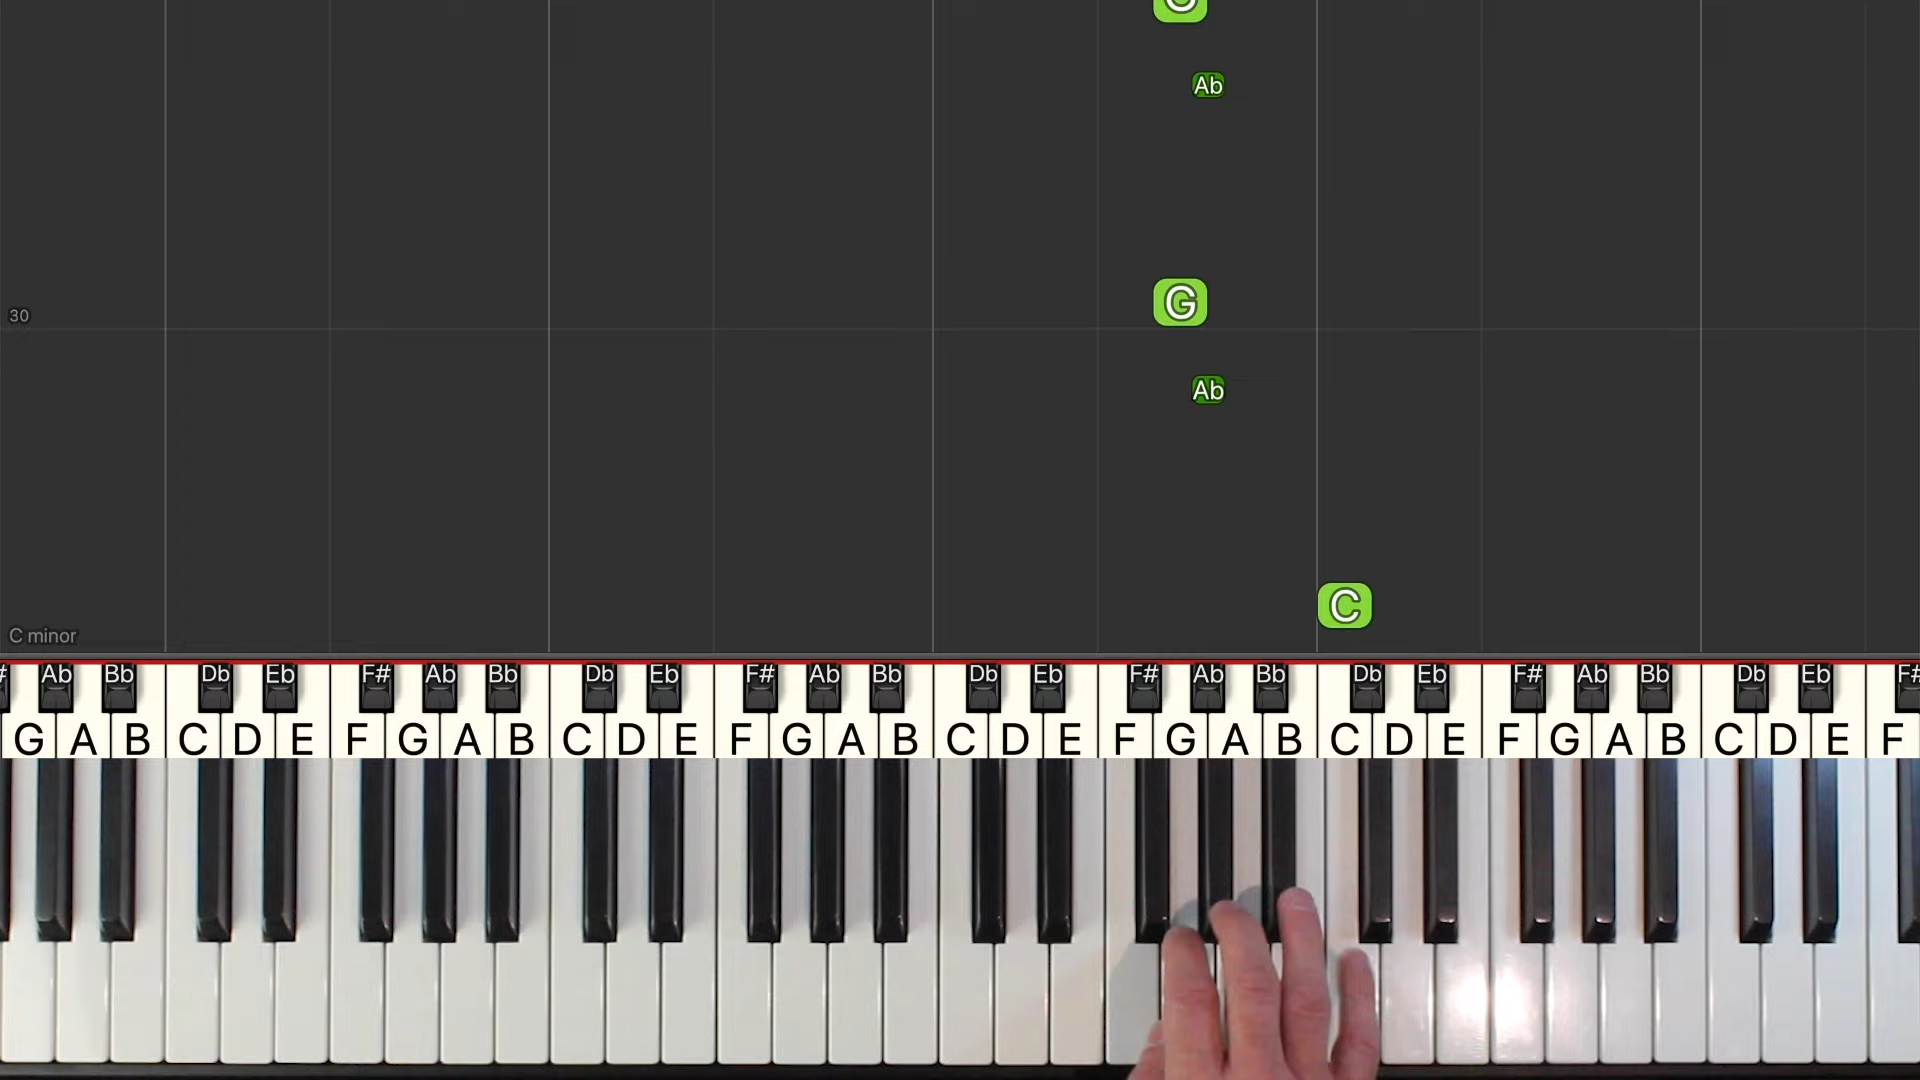 G
Ab
G
30
Ab
C
C minor
# Ab Bb Db Eb F# Ab Bb Db Eb F# Ab Bb Db Eb F# Ab Bb Db Eb F# Ab Bb Db Eb F#
G A B C D E F G A B C D E F G A B C D E F G A B C D E F G A B C D E F